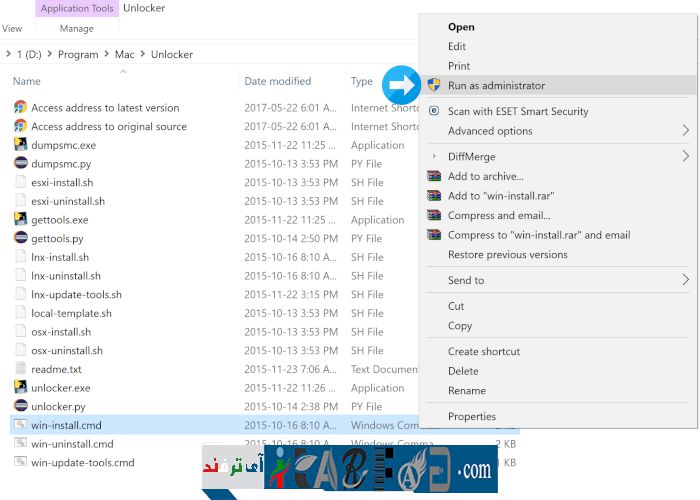 Application Tools Unlocker
View Manage
1 (D:) Program Mac Unlocker
Name Date modified Type
Access address to latest version 2017-05-22 6:01 A... Internet Shortc
Access address to original source 2017-05-22 6:01 A... Internet Shortc
dumpsmc.exe 2015-11-22 11:25 ... Application
dumpsmc.py 2015-10-13 3:53 PM PY File
esxi-install.sh 2015-10-13 3:53 PM SH File
esxi-uninstall.sh 2015-10-13 3:53 PM SH File
gettools.exe 2015-11-22 11:25 ... Application
gettools.py 2015-10-14 2:50 PM PY File
lnx-install.sh 2015-10-16 8:10 A... SH File
lnx-uninstall.sh 2015-10-16 8:10 A... SH File
lnx-update-tools.sh 2015-11-22 3:15 PM SH File
local-template.sh 2015-10-13 3:53 PM SH File
osx-install.sh 2015-10-13 3:53 PM SH File
osx-uninstall.sh 2015-10-13 3:53 PM SH File
readme.txt 2015-11-23 7:06 A... Text Documen
unlocker.exe 2015-11-22 11:26 ... Application
unlocker.py 2015-10-14 2:38 PM PY File
win-install.cmd 2015-10-16 8:10 A... Windows Comma... 2 KB
win-uninstall.cmd 2015-10-16 8:10 A... Windows Comma... KB
win-update-tools.cmd 2015-10-16 8:10 A...
Open
Edit
Print
Run as administrator
Scan with ESET Smart Security
Advanced options
DiffMerge
Add to archive...
Add to "win-install.rar"
Compress and email...
Compress to "win-install.rar" and email
Restore previous versions
Send to
Cut
Copy
Create shortcut
Delete
Rename
Properties
آی ترفند
.com